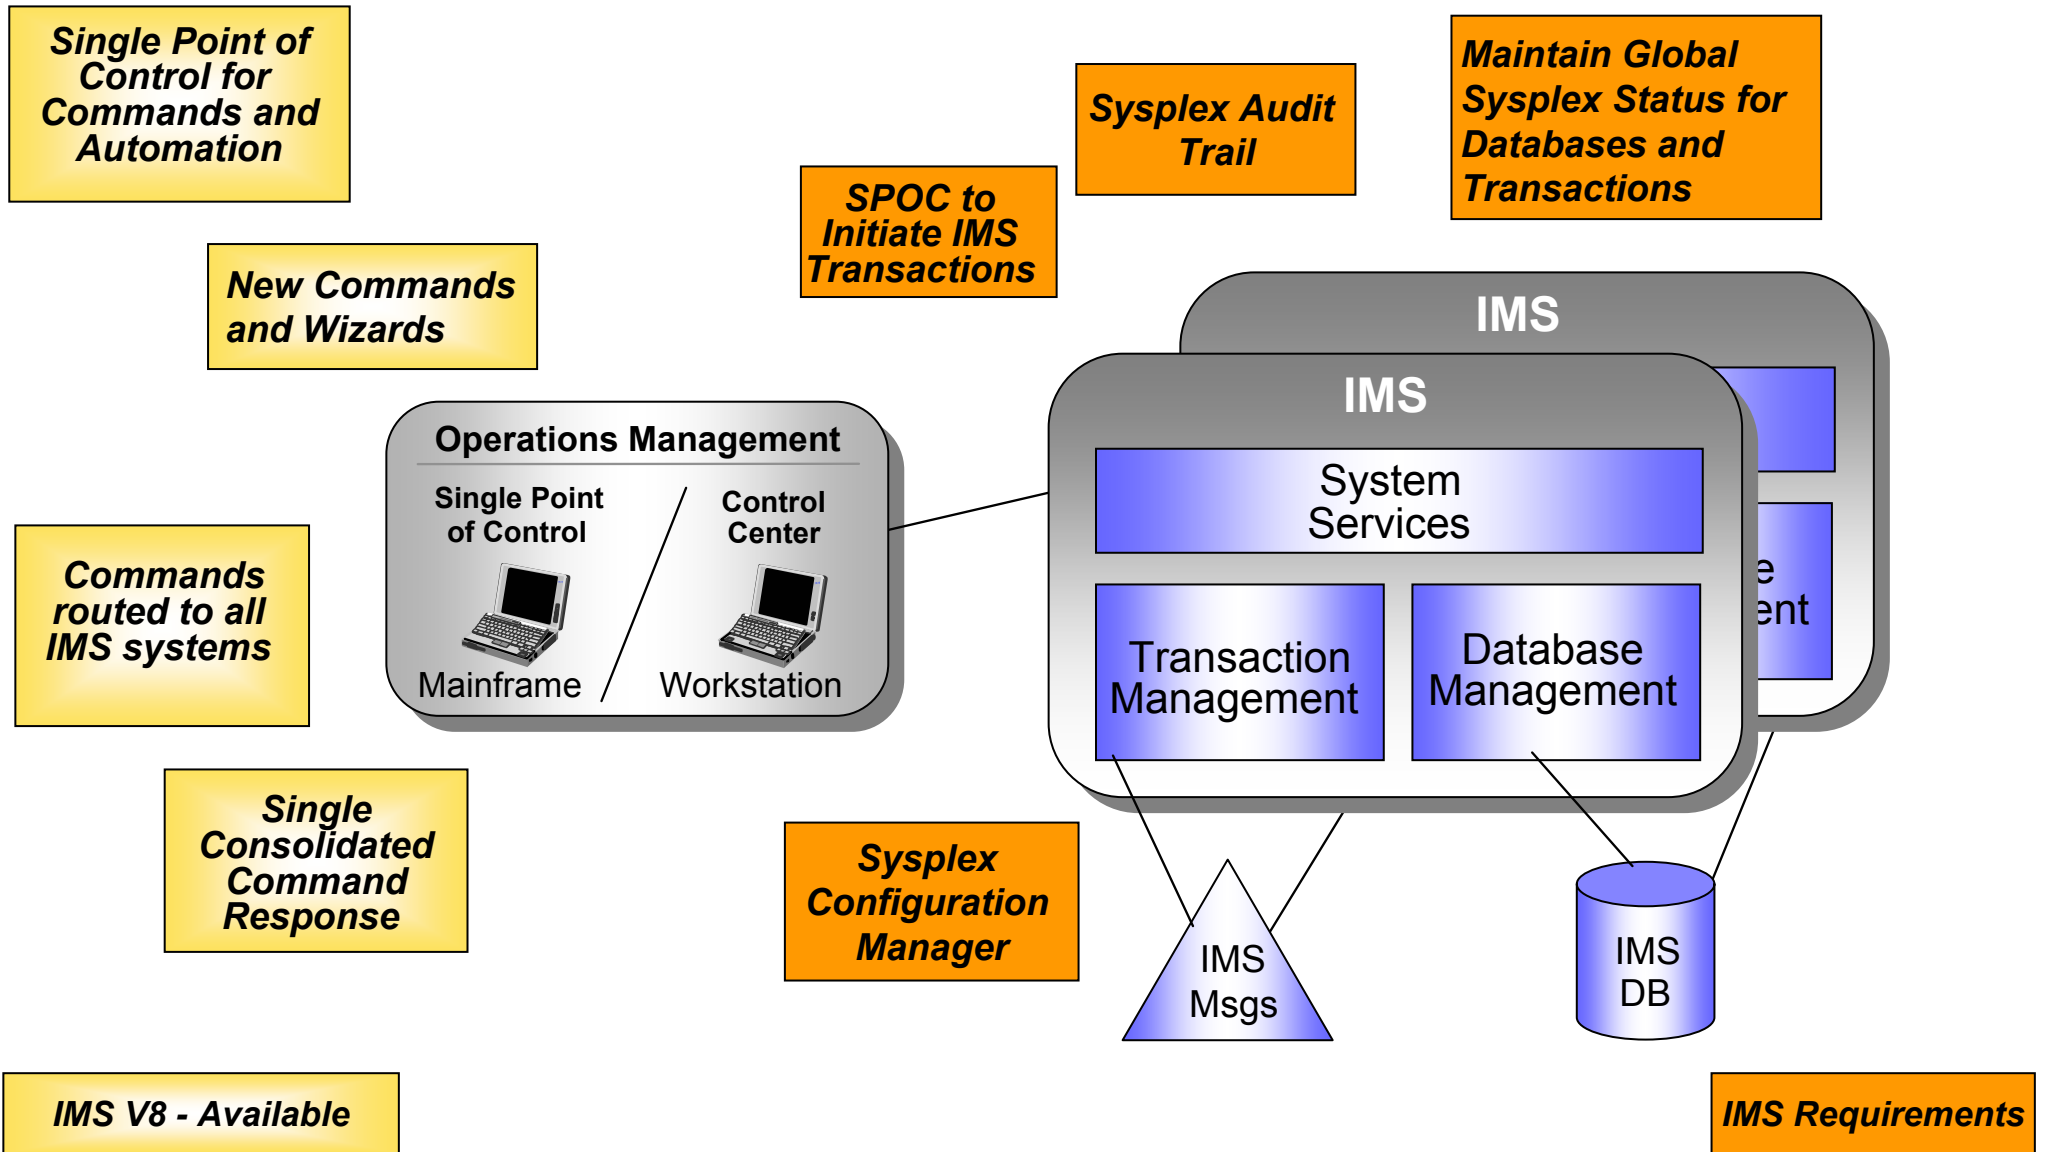 Single Point of
Control for
Commands and
Automation
New Commands
and Wizards
Commands
routed to all
IMS systems
Single
Consolidated
Command
Response
IMS V8 - Available
Operations Management
Single Point
of Control
Control
Center
Mainframe
Workstation
SPOC to
Initiate IMS
Transactions
Sysplex Audit
Trail
Maintain Global
Sysplex Status for
Databases and
Transactions
IMS
e
ent
IMS
System
Services
Transaction
Management
Database
Management
Sysplex
Configuration
Manager
IMS
Msgs
IMS
DB
IMS Requirements